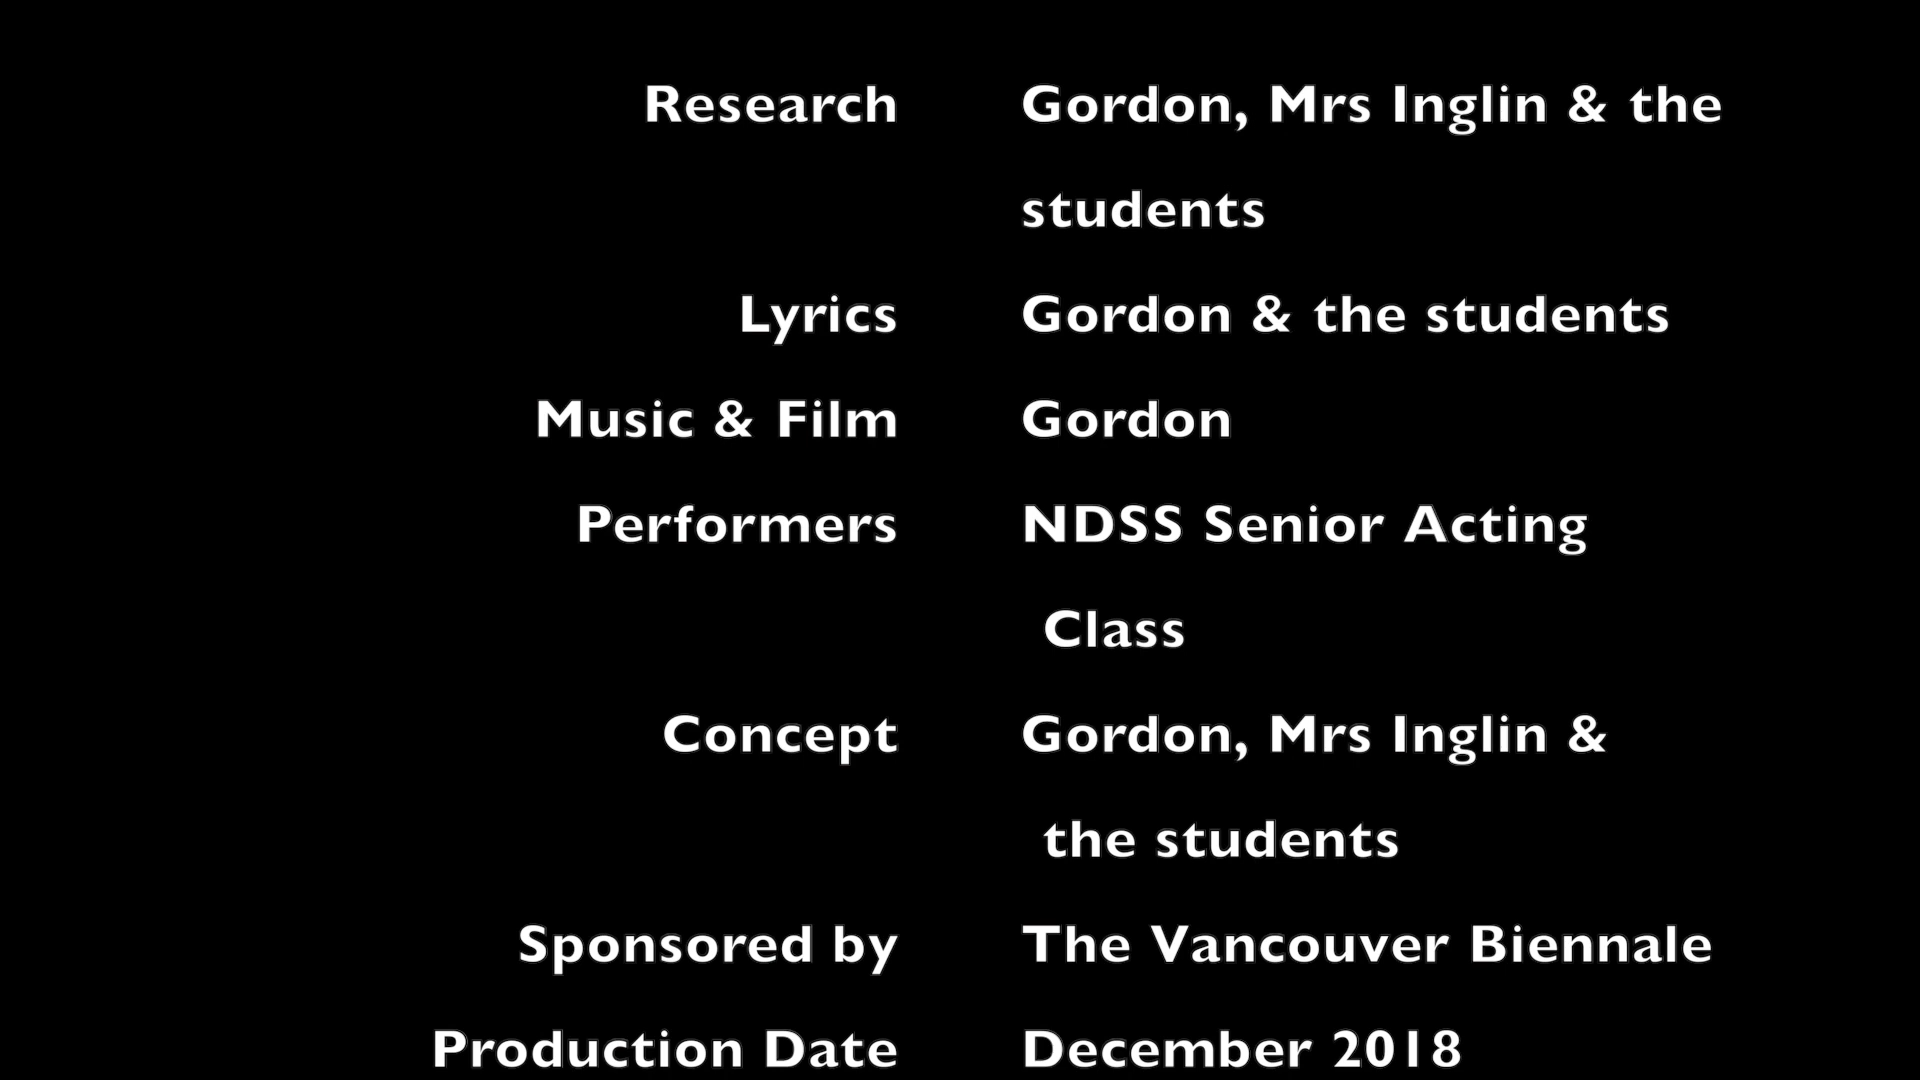 Research Gordon, Mrs Inglin & the
students
Lyrics Gordon & the students
Music & Film Gordon
Performers NDSS Senior Acting
Class
Concept Gordon, Mrs Inglin &
the students
Sponsored by The Vancouver Biennale
Production Date December 2018